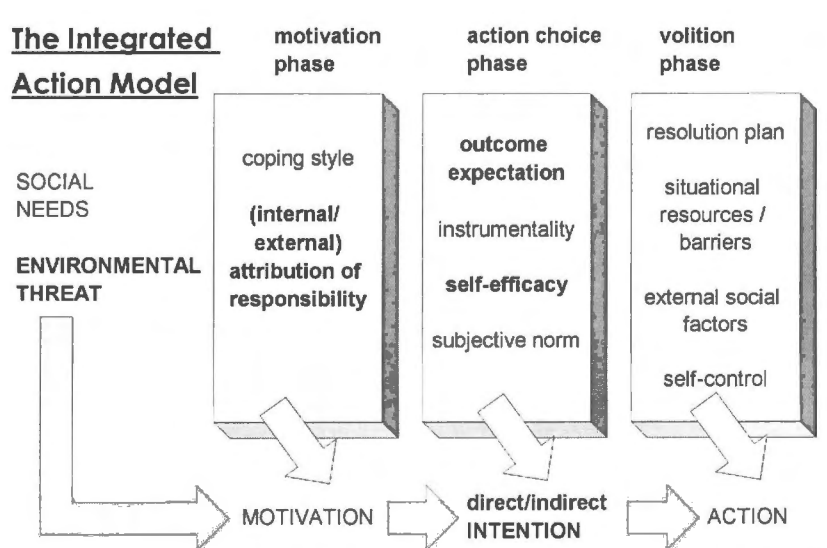 The Integrated
Action Model
motivation
phase
action choice
phase
volition
phase
SOCIAL
NEEDS
ENVIRONMENTAL
THREAT
coping style
(internal/
external)
attribution of
responsibility
outcome
expectation
instrumentality
self-efficacy
subjective norm
resolution plan
situational
resources /
barriers
external social
factors
self-control
MOTIVATION
direct/indirect
INTENTION
ACTION